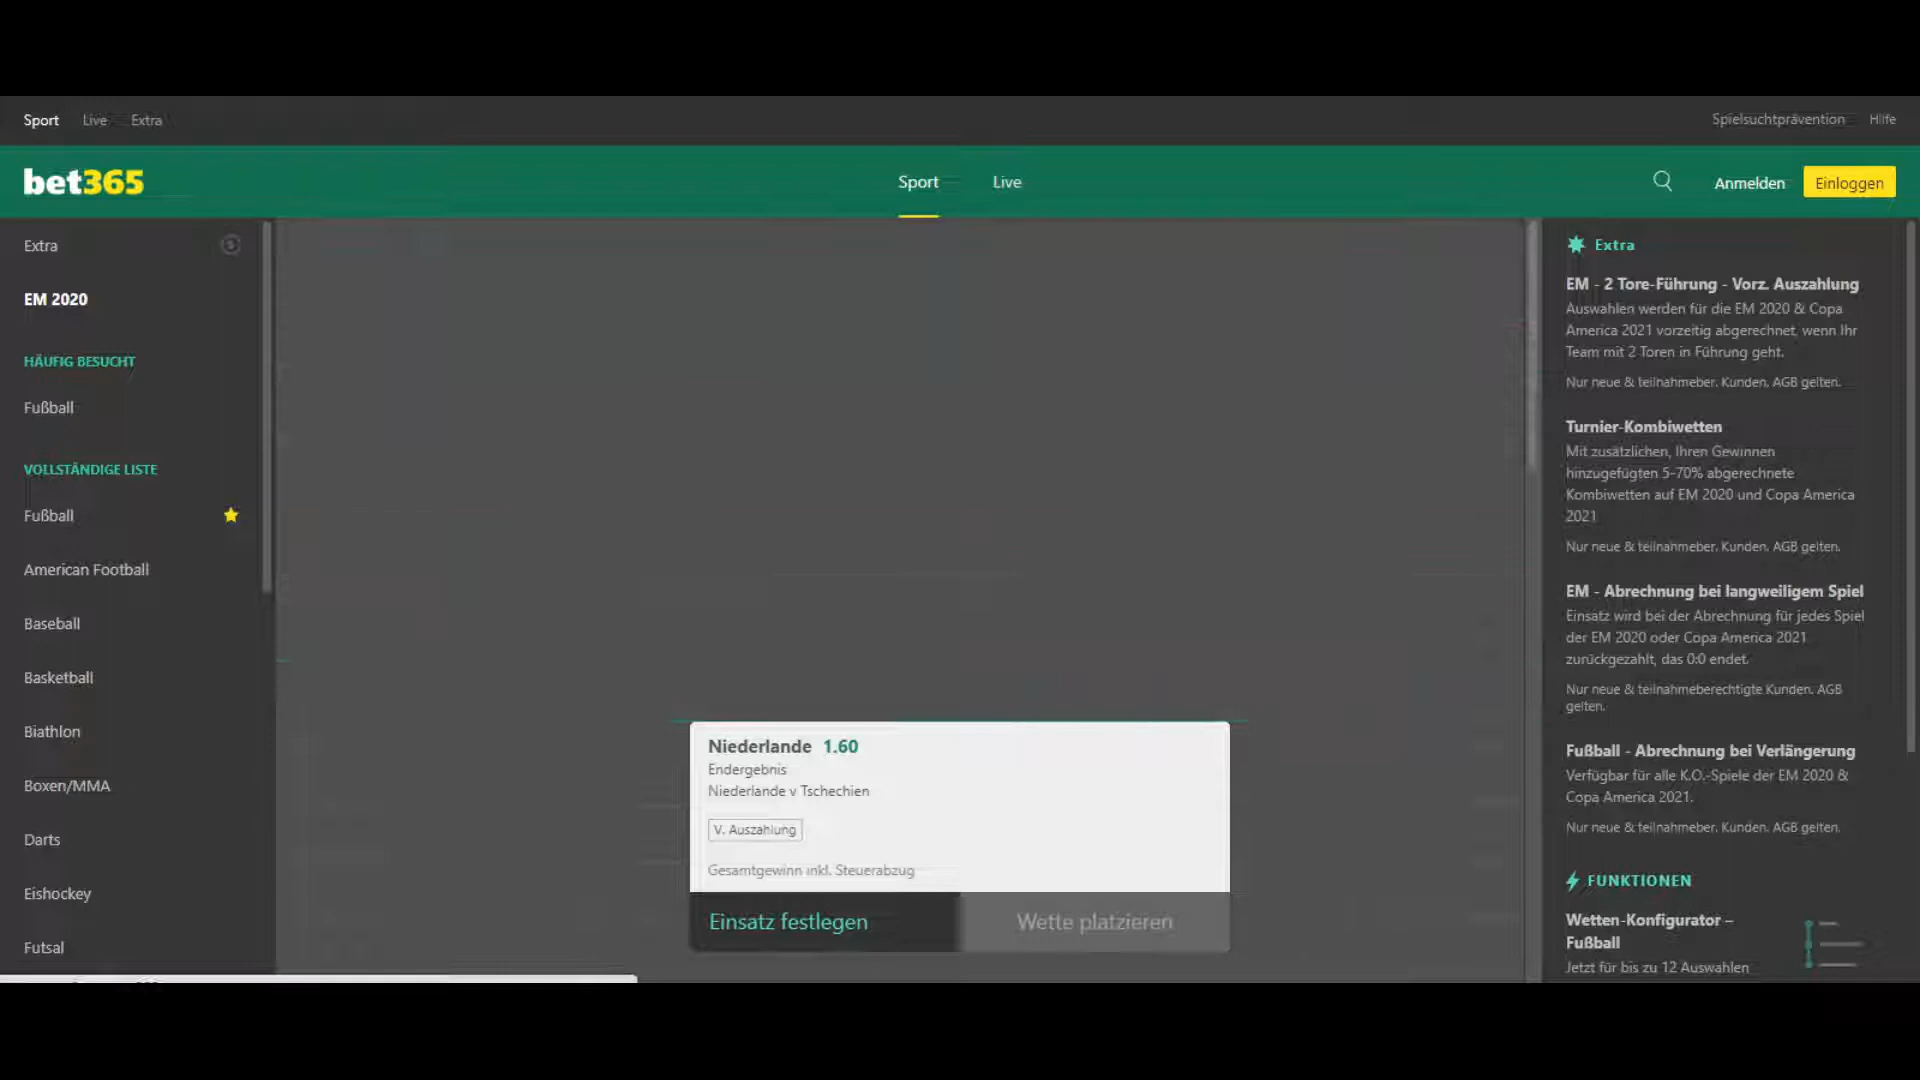 Sport Live Extra
Spielsuchtprävention Hilfe
bet365
Sport Live
Anmelden Einloggen
Extra
EM 2020
HÄUFIG BESUCHT
Fußball
VOLLSTÄNDIGE LISTE
Fußball
American Football
Baseball
Basketball
Biathlon
Boxen/MMA
Darts
Eishockey
Futsal
Niederlande 1.60
Endergebnis
Niederlande v Tschechien
V. Auszahlung
Gesamtgewinn inkl. Steuerabzug
Einsatz festlegen Wette platzieren
Extra
EM - 2 Tore-Führung - Vorz. Auszahlung
Auswahlen werden für die EM 2020 & Copa
America 2021 vorzeitig abgerechnet, wenn Ihr
Team mit 2 Toren in Führung geht.
Nur neue & teilnahmeber. Kunden. AGB gelten.
Turnier-Kombiwetten
Mit zusätzlichen, Ihren Gewinnen
hinzugefügten 5-70% abgerechnete
Kombiwetten auf EM 2020 und Copa America
2021
Nur neue & teilnahmeber. Kunden. AGB gelten.
EM - Abrechnung bei langweiligem Spiel
Einsatz wird bei der Abrechnung für jedes Spiel
der EM 2020 oder Copa America 2021
zurückgezahlt, das 0:0 endet.
Nur neue & teilnahmeberechtigte Kunden. AGB
gelten.
Fußball - Abrechnung bei Verlängerung
Verfügbar für alle K.O.-Spiele der EM 2020 &
Copa America 2021.
Nur neue & teilnahmeber. Kunden. AGB gelten.
FUNKTIONEN
Wetten-Konfigurator –
Fußball
Jetzt für bis zu 12 Auswahlen